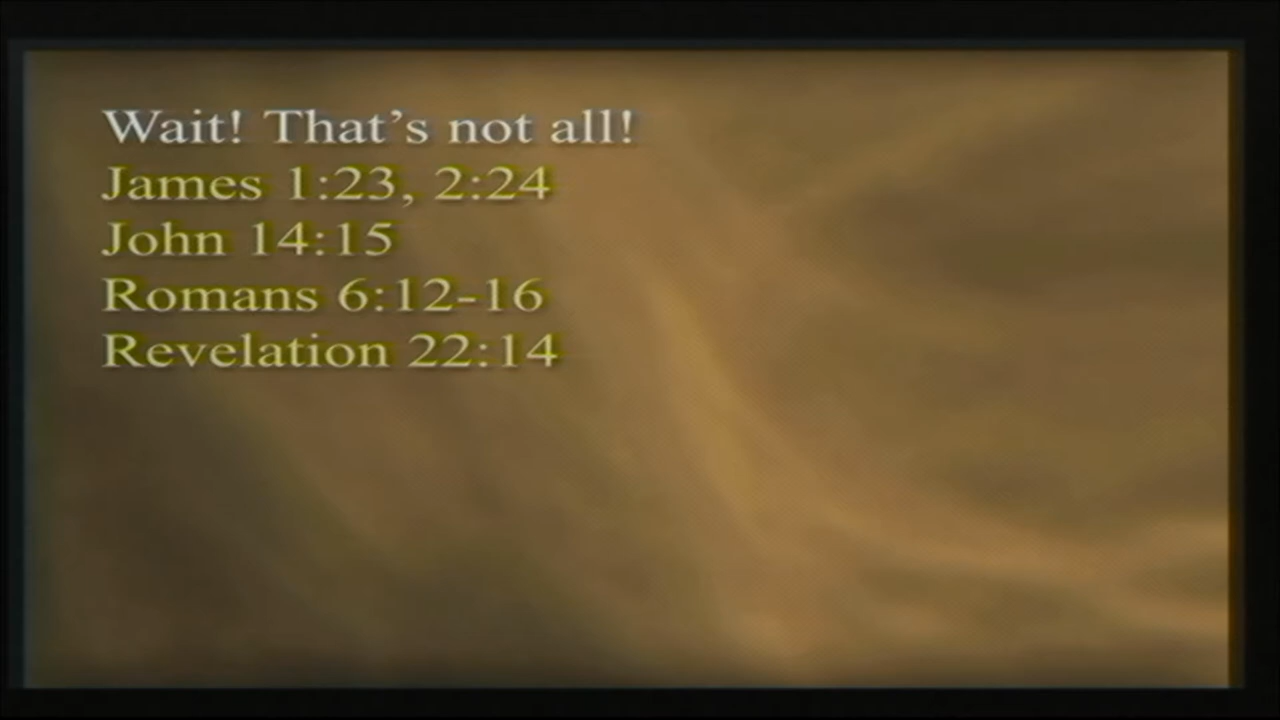 Wait! That's not all!
James 1:23, 2:24
John 14:15
Romans 6:12-16
Revelation 22:14